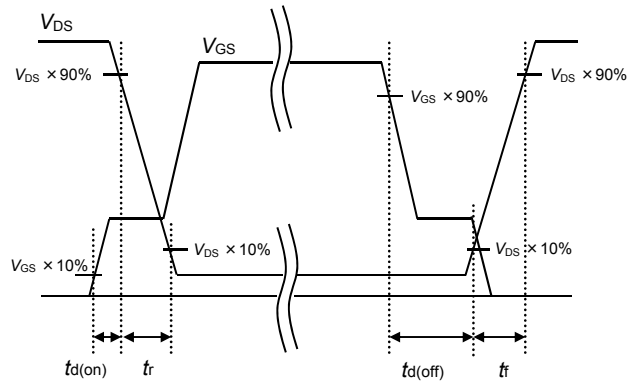 VDS
VGS
VDS × 90%
VGS × 90%
VDS × 90%
VGS × 10%
VDS × 10%
VDS × 10%
td(on)
tr
td(off)
tf